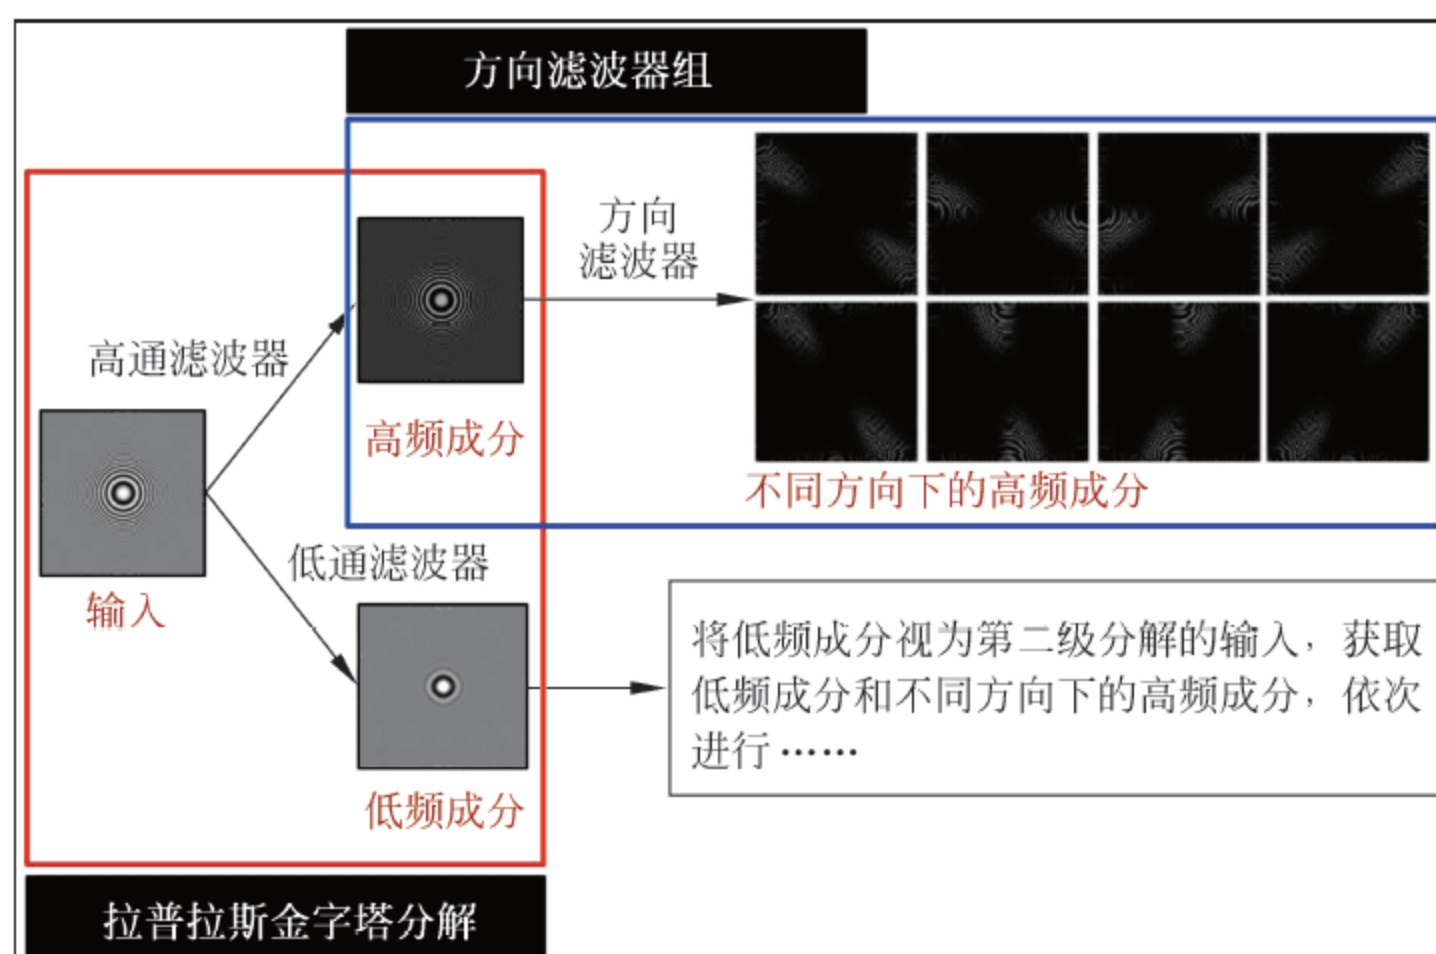 方向滤波器组
方向
滤波器
高通滤波器
高频成分
不同方向下的高频成分
低通滤波器
输入
将低频成分视为第二级分解的输入，获取
低频成分和不同方向下的高频成分，依次
进行……
低频成分
拉普拉斯金字塔分解